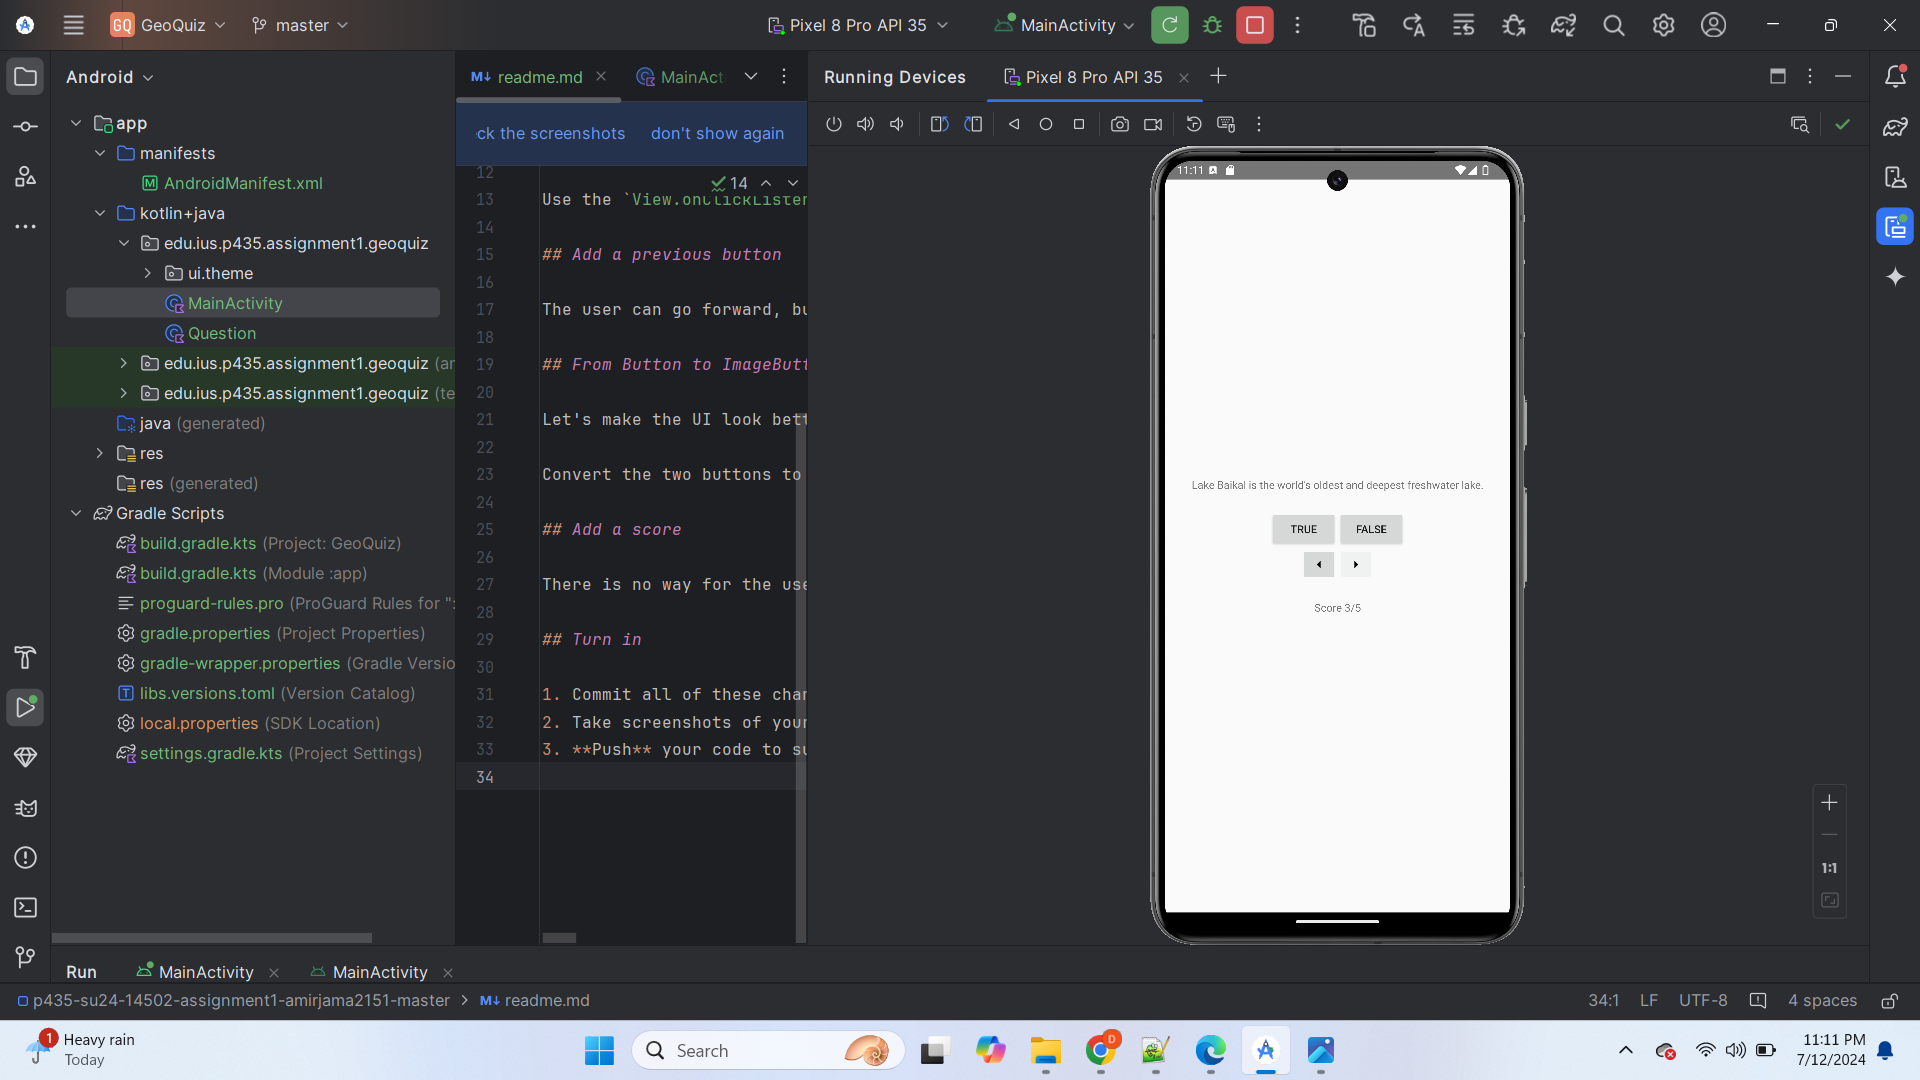 GQ GeoQuiz master Pixel 8 Pro API 35 MainActivity
Android
app
manifests
AndroidManifest.xml
kotlin+java
edu.ius.p435.assignment1.geoquiz
ui.theme
MainActivity
Question
edu.ius.p435.assignment1.geoquiz (ar
edu.ius.p435.assignment1.geoquiz (te
java (generated)
res
res (generated)
Gradle Scripts
build.gradle.kts (Project: GeoQuiz)
build.gradle.kts (Module :app)
proguard-rules.pro (ProGuard Rules for ":
gradle.properties (Project Properties)
gradle-wrapper.properties (Gradle Versio
libs.versions.toml (Version Catalog)
local.properties (SDK Location)
settings.gradle.kts (Project Settings)
M↓ readme.md MainAct
ck the screenshots don't show again
14
12
13 Use the `View.onClickListen
14
15 ## Add a previous button
16
17 The user can go forward, bu
18
19 ## From Button to ImageButt
20
21 Let's make the UI look bett
22
23 Convert the two buttons to
24
25 ## Add a score
26
27 There is no way for the use
28
29 ## Turn in
30
31 1. Commit all of these chan
32 2. Take screenshots of your
33 3. **Push** your code to su
34
Running Devices Pixel 8 Pro API 35
11:11
Lake Baikal is the world's oldest and deepest freshwater lake.
TRUE FALSE
Score 3/5
1:1
Run MainActivity MainActivity
p435-su24-14502-assignment1-amirjama2151-master > M↓ readme.md 34:1 LF UTF-8 4 spaces
1 Heavy rain
Today
Search
D
11:11 PM
7/12/2024